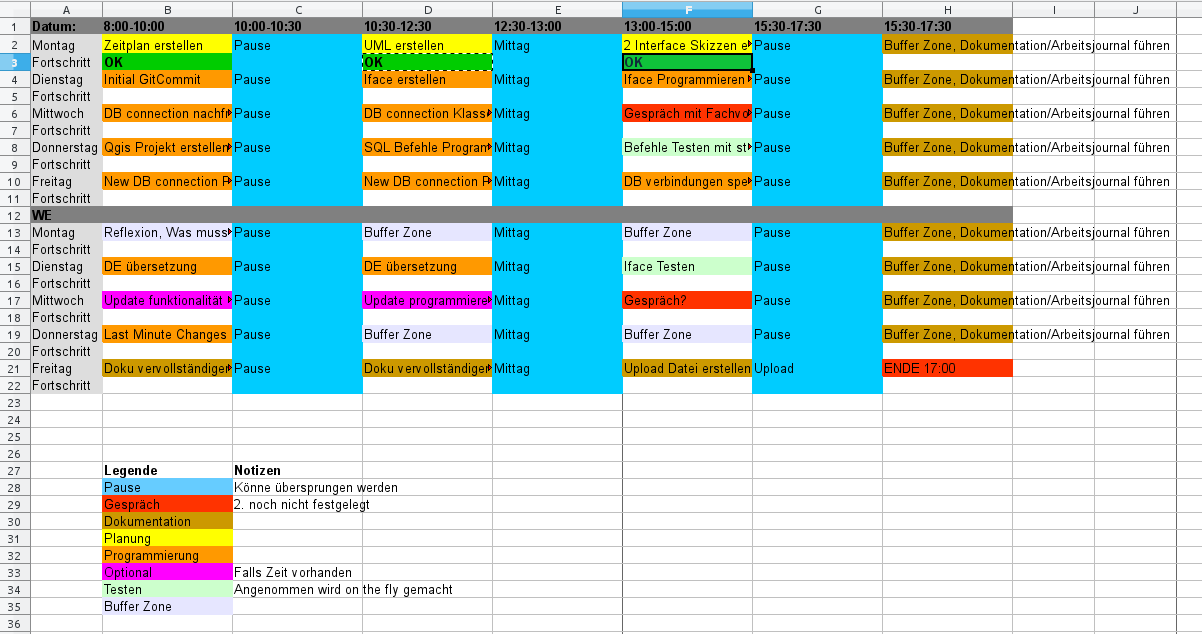 A B C D E F G H I J
1 Datum: 8:00-10:00 10:00-10:30 10:30-12:30 12:30-13:00 13:00-15:00 15:30-17:30 15:30-17:30
2 Montag Zeitplan erstellen Pause UML erstellen Mittag 2 Interface Skizzen e Pause Buffer Zone, Dokumentation/Arbeitsjournal führen
3 Fortschritt OK OK OK
4 Dienstag Initial GitCommit Pause Iface erstellen Mittag Iface Programmieren Pause Buffer Zone, Dokumentation/Arbeitsjournal führen
5 Fortschritt
6 Mittwoch DB connection nachfr Pause DB connection Klass Mittag Gespräch mit Fachvo Pause Buffer Zone, Dokumentation/Arbeitsjournal führen
7 Fortschritt
8 Donnerstag Qgis Projekt erstellen Pause SQL Befehle Program Mittag Befehle Testen mit st Pause Buffer Zone, Dokumentation/Arbeitsjournal führen
9 Fortschritt
10 Freitag New DB connection P Pause New DB connection P Mittag DB verbindungen spe Pause Buffer Zone, Dokumentation/Arbeitsjournal führen
11 Fortschritt
12 WE
13 Montag Reflexion, Was muss Pause Buffer Zone Mittag Buffer Zone Pause Buffer Zone, Dokumentation/Arbeitsjournal führen
14 Fortschritt
15 Dienstag DE übersetzung Pause DE übersetzung Mittag Iface Testen Pause Buffer Zone, Dokumentation/Arbeitsjournal führen
16 Fortschritt
17 Mittwoch Update funktionalität Pause Update programmiere Mittag Gespräch? Pause Buffer Zone, Dokumentation/Arbeitsjournal führen
18 Fortschritt
19 Donnerstag Last Minute Changes Pause Buffer Zone Mittag Buffer Zone Pause Buffer Zone, Dokumentation/Arbeitsjournal führen
20 Fortschritt
21 Freitag Doku vervollständigen Pause Doku vervollständigen Mittag Upload Datei erstellen Upload ENDE 17:00
22 Fortschritt
23
24
25
26
27 Legende Notizen
28 Pause Könne übersprungen werden
29 Gespräch 2. noch nicht festgelegt
30 Dokumentation
31 Planung
32 Programmierung
33 Optional Falls Zeit vorhanden
34 Testen Angenommen wird on the fly gemacht
35 Buffer Zone
36